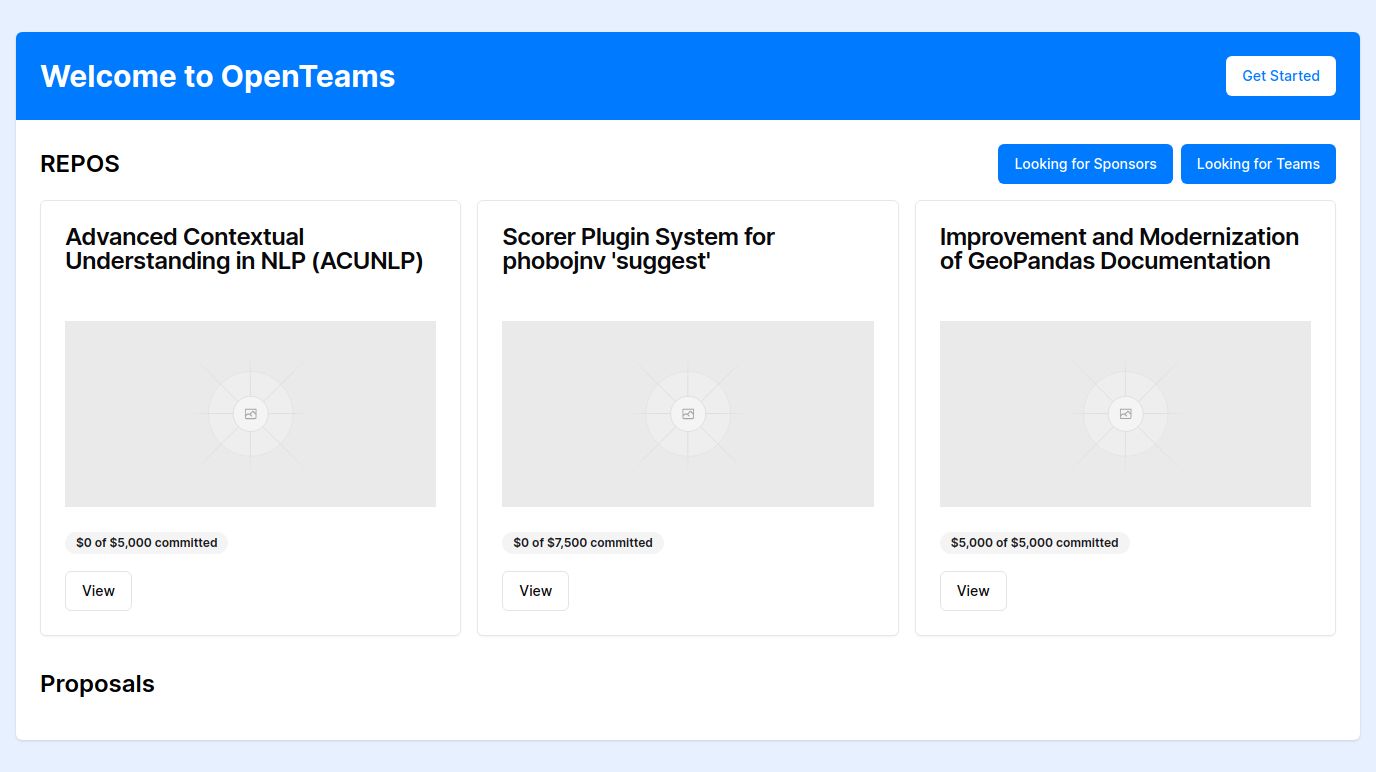 Welcome to OpenTeams
Get Started
REPOS
Looking for Sponsors
Looking for Teams
Advanced Contextual
Understanding in NLP (ACUNLP)
$0 of $5,000 committed
View
Scorer Plugin System for
phobojnv 'suggest'
$0 of $7,500 committed
View
Improvement and Modernization
of GeoPandas Documentation
$5,000 of $5,000 committed
View
Proposals